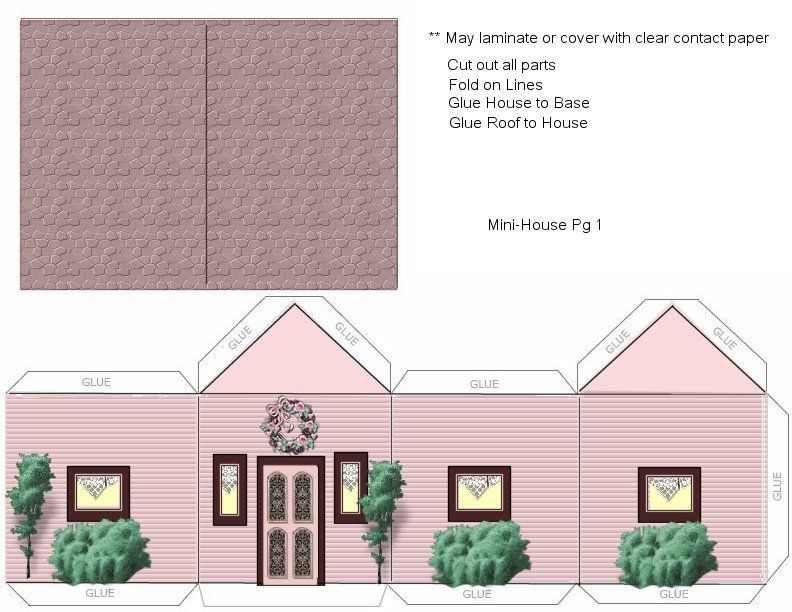 ** May laminate or cover with clear contact paper
Cut out all parts
Fold on Lines
Glue House to Base
Glue Roof to House
Mini-House Pg 1
GLUE
GLUE
GLUE
GLUE
GLUE
GLUE
GLUE
GLUE
GLUE
GLUE